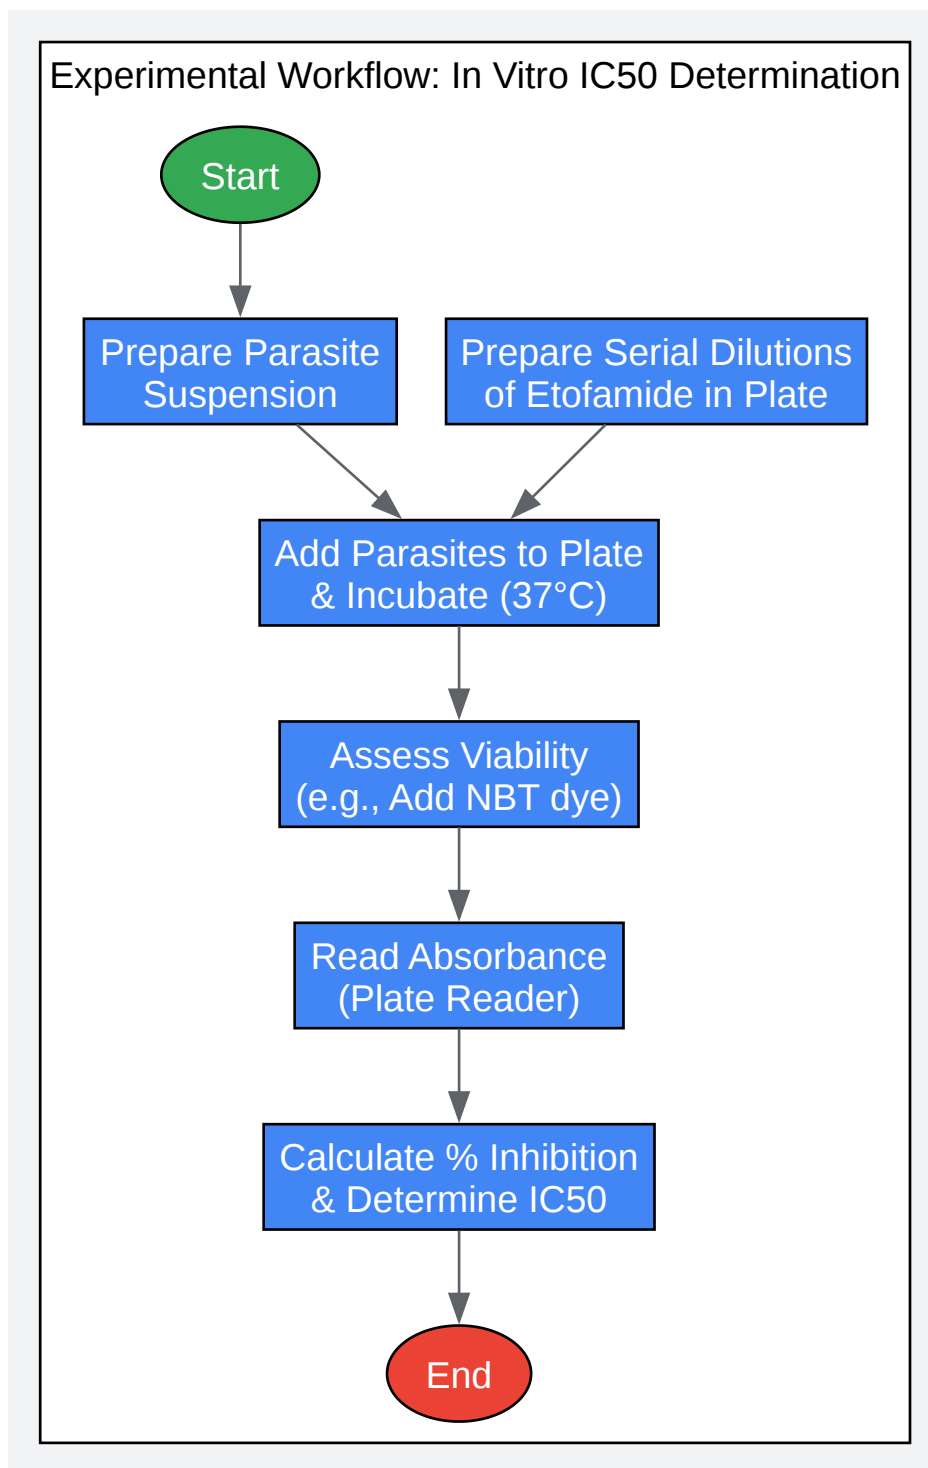 Experimental Workflow: In Vitro IC50 Determination
Start
Prepare Parasite
Suspension
Prepare Serial Dilutions
of Etofamide in Plate
Add Parasites to Plate
& Incubate (37°C)
Assess Viability
(e.g., Add NBT dye)
Read Absorbance
(Plate Reader)
Calculate % Inhibition
& Determine IC50
End